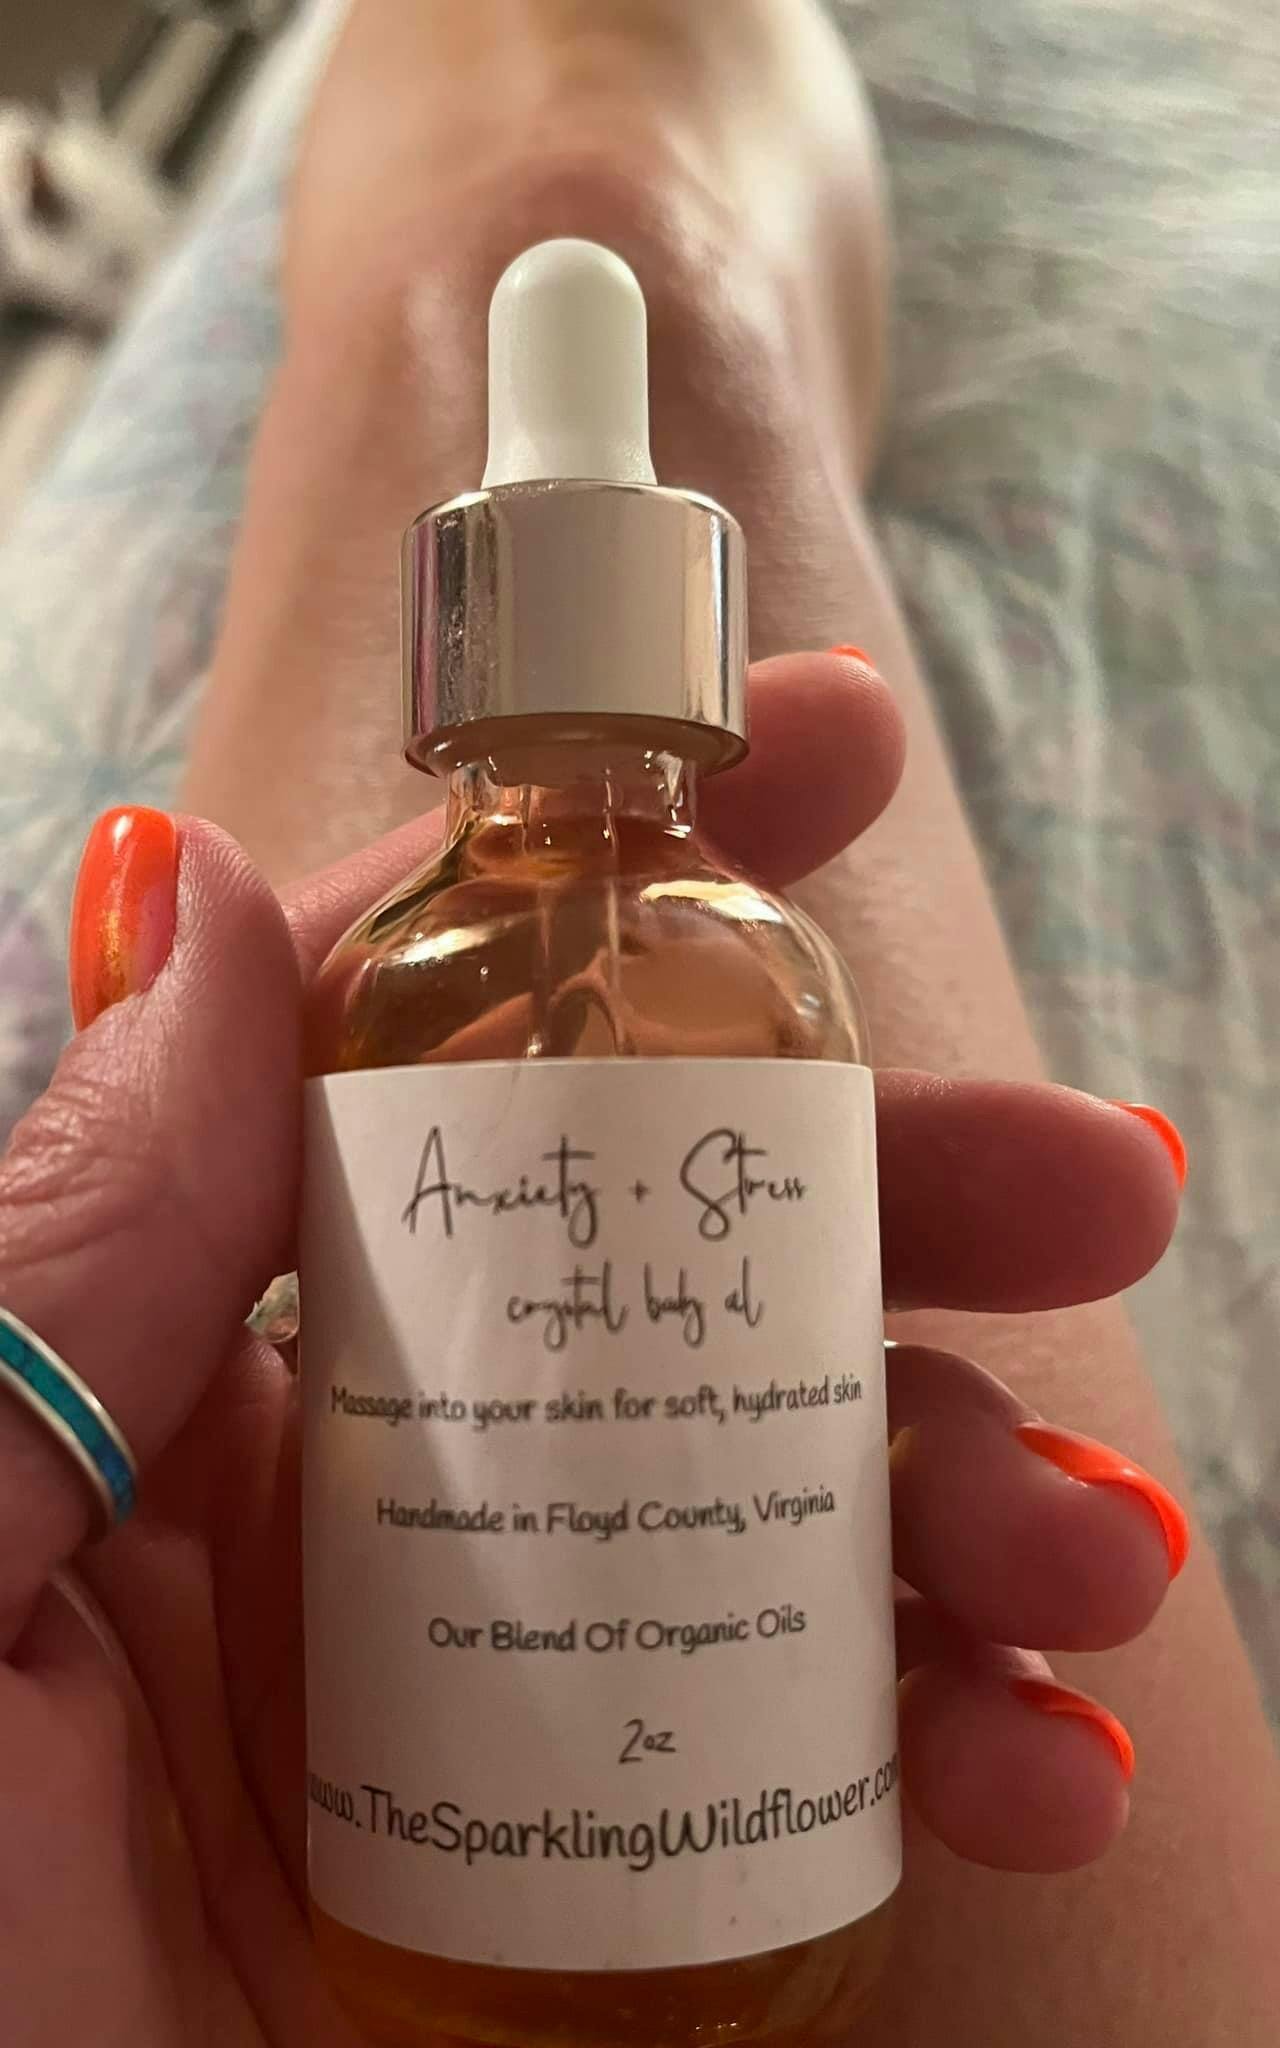 Anxiety + Stress
crystal body oil
Massage into your skin for soft, hydrated skin
Handmade in Floyd County, Virginia
Our Blend Of Organic Oils
2oz
www.TheSparklingWildflower.com